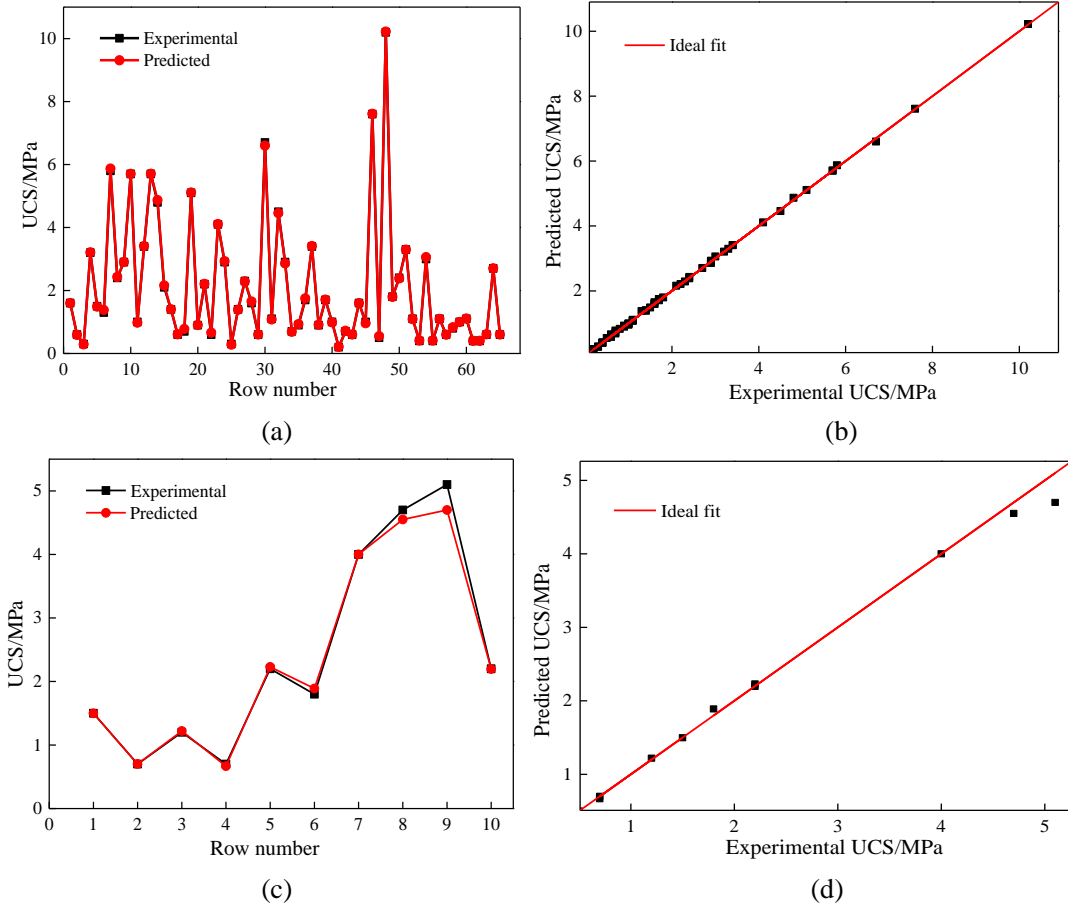 Experimental
Predicted
UCS/MPa
10
8
6
4
2
0
0 10 20 30 40 50 60
Row number
(a)
Ideal fit
Predicted UCS/MPa
10
8
6
4
2
2 4 6 8 10
Experimental UCS/MPa
(b)
Experimental
Predicted
UCS/MPa
5
4
3
2
1
0
0 1 2 3 4 5 6 7 8 9 10
Row number
(c)
Ideal fit
Predicted UCS/MPa
5
4
3
2
1
1 2 3 4 5
Experimental UCS/MPa
(d)